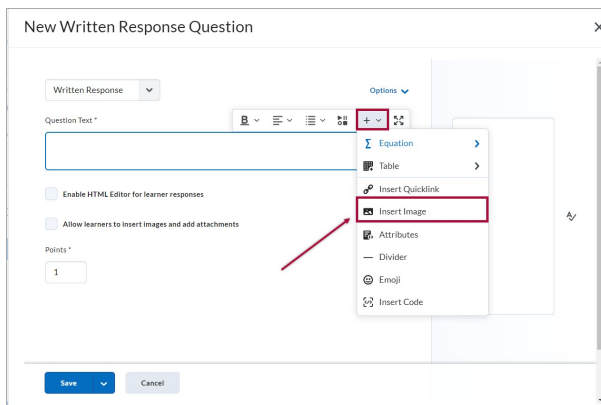 New Written Response Question
Written Response
Options
Question Text *
B
Equation
Table
Insert Quicklink
Enable HTML Editor for learner responses
Insert Image
Allow learners to insert images and add attachments
Attributes
Points *
Divider
1
Emoji
Insert Code
Save
Cancel